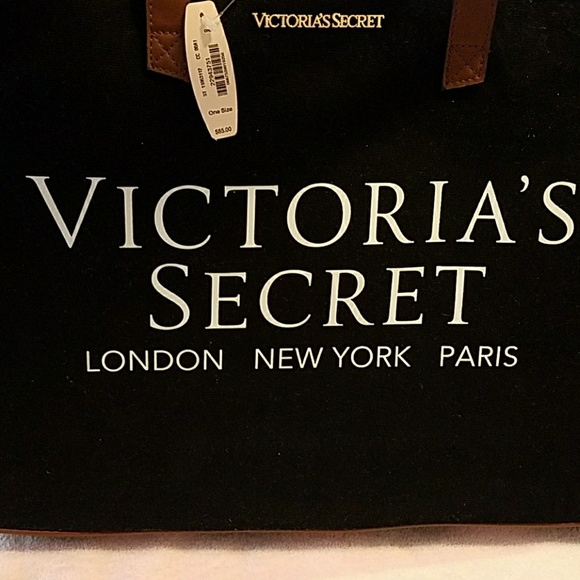 VICTORIA'S SECRET
One Size
$85.00
VICTORIA'S
SECRET
LONDON NEW YORK PARIS